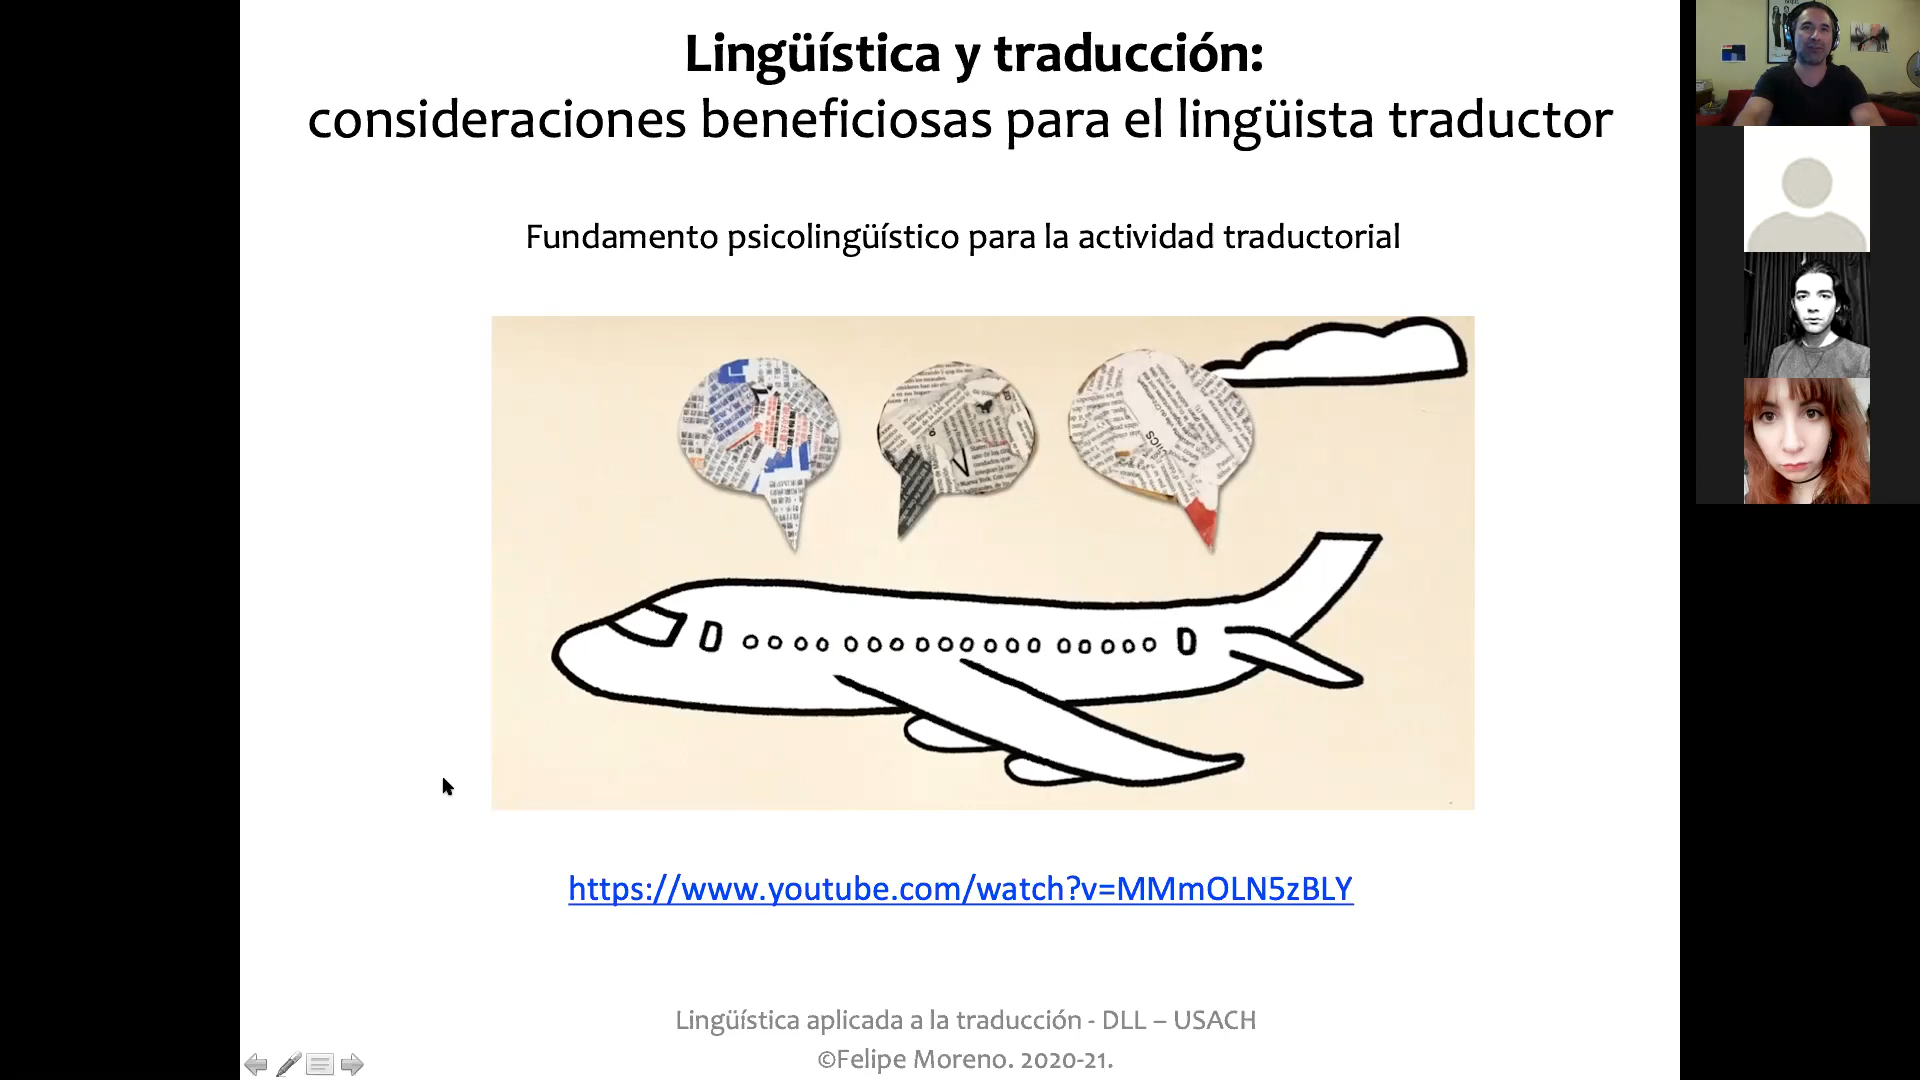 Lingüística y traducción:
consideraciones beneficiosas para el lingüista traductor
Fundamento psicolingüístico para la actividad traductorial
https://www.youtube.com/watch?v=MMmOLN5zBLY
Lingüística aplicada a la traducción - DLL – USACH
©Felipe Moreno. 2020-21.